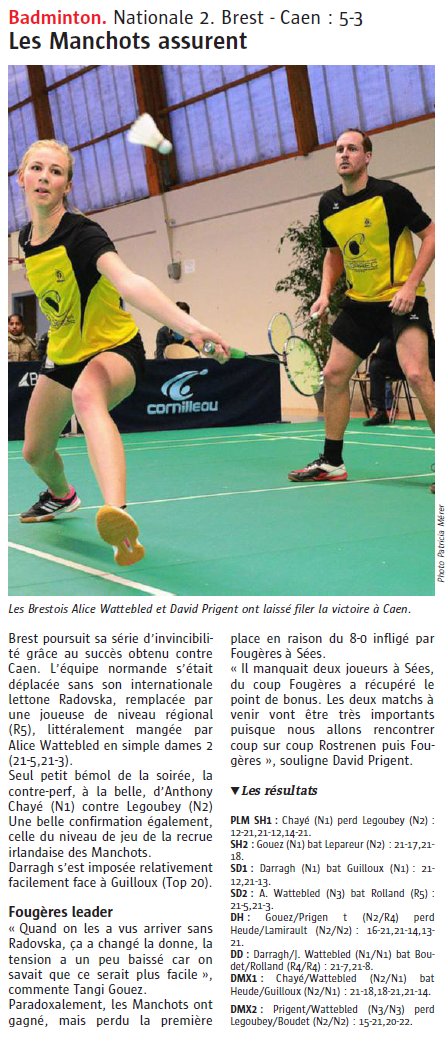 Badminton. Nationale 2. Brest - Caen : 5-3
Les Manchots assurent
cornilleau
Photo Patricia Mérer
Les Brestois Alice Wattebled et David Prigent ont laissé filer la victoire à Caen.
Brest poursuit sa série d’invincibili-
té grâce au succès obtenu contre
Caen. L’équipe normande s’était
déplacée sans son internationale
lettone Radovska, remplacée par
une joueuse de niveau régional
(R5), littéralement mangée par
Alice Wattebled en simple dames 2
(21-5,21-3).
Seul petit bémol de la soirée, la
contre-perf, à la belle, d’Anthony
Chayé (N1) contre Legoubey (N2)
Une belle confirmation également,
celle du niveau de jeu de la recrue
irlandaise des Manchots.
Darragh s’est imposée relativement
facilement face à Guilloux (Top 20).
Fougères leader
« Quand on les a vus arriver sans
Radovska, ça a changé la donne, la
tension a un peu baissé car on
savait que ce serait plus facile »,
commente Tangi Gouez.
Paradoxalement, les Manchots ont
gagné, mais perdu la première
place en raison du 8-0 infligé par
Fougères à Sées.
« Il manquait deux joueurs à Sées,
du coup Fougères a récupéré le
point de bonus. Les deux matchs à
venir vont être très importants
puisque nous allons rencontrer
coup sur coup Rostrenen puis Fou-
gères », souligne David Prigent.
▼Les résultats
PLM SH1 : Chayé (N1) perd Legoubey (N2) :
12-21,21-12,14-21.
SH2 : Gouez (N1) bat Lepareur (N2) : 21-17,21-
18.
SD1 : Darragh (N1) bat Guilloux (N1) : 21-
12,21-13.
SD2 : A. Wattebled (N3) bat Rolland (R5) :
21-5,21-3.
DH : Gouez/Prigen t (N2/R4) perd
Heude/Lamirault (N2/N2) : 16-21,21-14,13-
21.
DD : Darragh/J. Wattebled (N1/N1) bat Bou-
det/Rolland (R4/R4) : 21-7,21-8.
DMX1 : Chayé/Wattebled (N2/N1) bat
Heude/Guilloux (N2/N1) : 21-18,18-21,21-14.
DMX2 : Prigent/Wattebled (N3/N3) perd
Legoubey/Boudet (N2/N2) : 15-21,20-22.